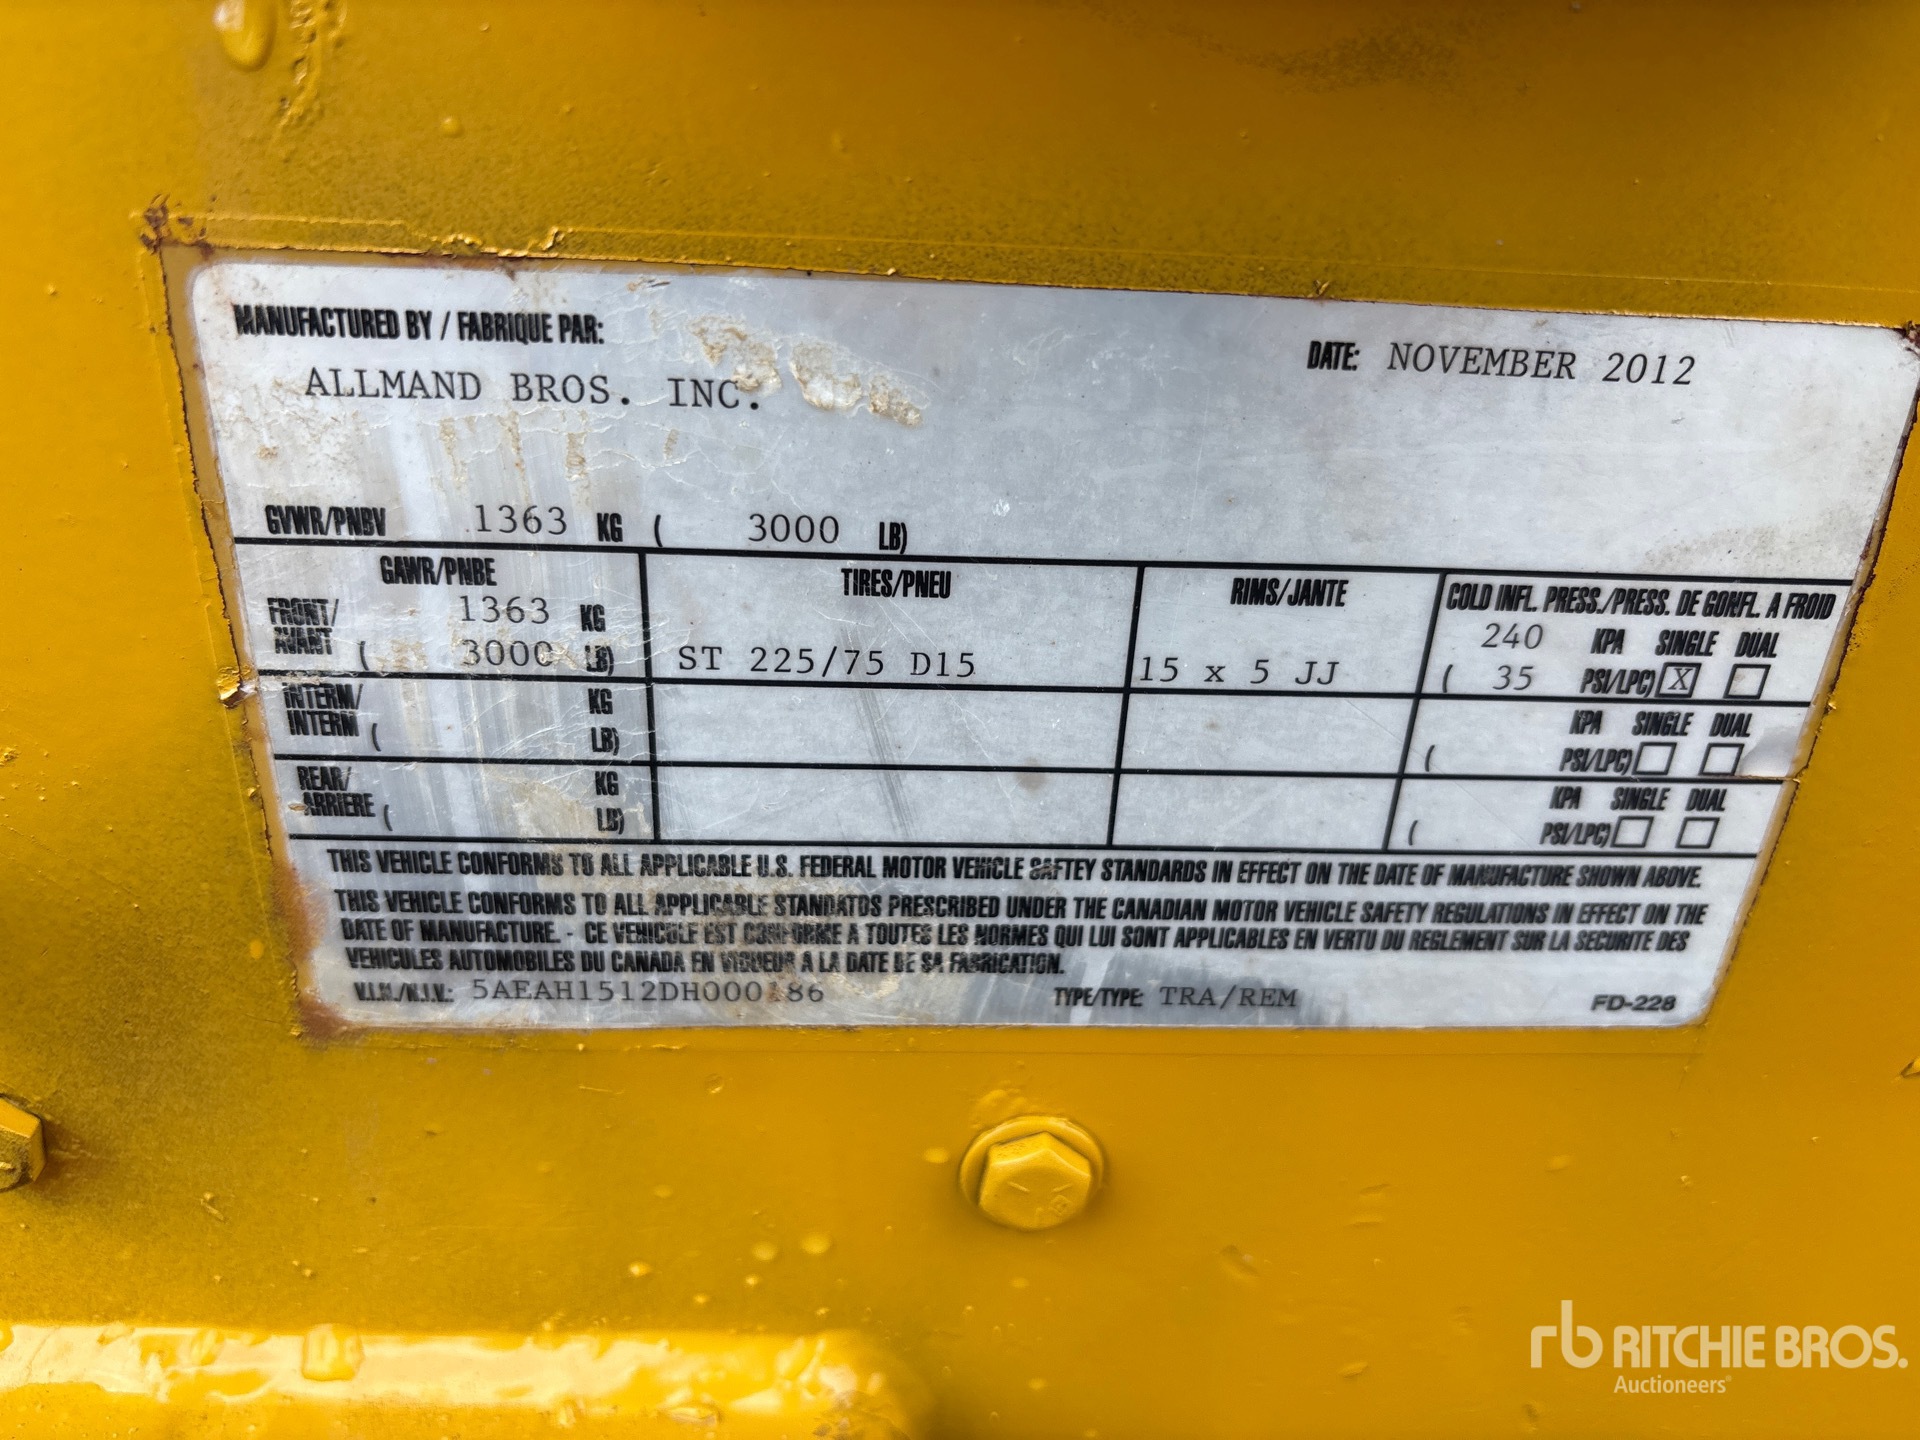 MANUFACTURED BY / FABRIQUE PAR:
ALLMAND BROS. INC.
DATE: NOVEMBER 2012
GVWR/PNBV 1363 KG ( 3000 LB)
GAWR/PNBE TIRES/PNEU RIMS/JANTE COLD INFL. PRESS./PRESS. DE GONFL. A FROID
FRONT/ 1363 KG 240 KPA SINGLE DUAL
AVANT ( 3000 LB) ST 225/75 D15 15 x 5 JJ ( 35 PSI/LPC) X
INTERM/ KG KPA SINGLE DUAL
INTERM ( LB) ( PSI/LPC)
REAR/ KG KPA SINGLE DUAL
ARRIERE ( LB) ( PSI/LPC)
THIS VEHICLE CONFORMS TO ALL APPLICABLE U.S. FEDERAL MOTOR VEHICLE SAFTEY STANDARDS IN EFFECT ON THE DATE OF MANUFACTURE SHOWN ABOVE.
THIS VEHICLE CONFORMS TO ALL APPLICABLE STANDATDS PRESCRIBED UNDER THE CANADIAN MOTOR VEHICLE SAFETY REGULATIONS IN EFFECT ON THE
DATE OF MANUFACTURE. - CE VEHICULE EST CONFORME A TOUTES LES NORMES QUI LUI SONT APPLICABLES EN VERTU DU REGLEMENT SUR LA SECURITE DES
VEHICULES AUTOMOBILES DU CANADA EN VIGUEUR A LA DATE DE SA FABRICATION.
V.I.N./N.I.V.: TYPE/TYPE: TRA/REM FD-228
rb RITCHIE BROS.
Auctioneers